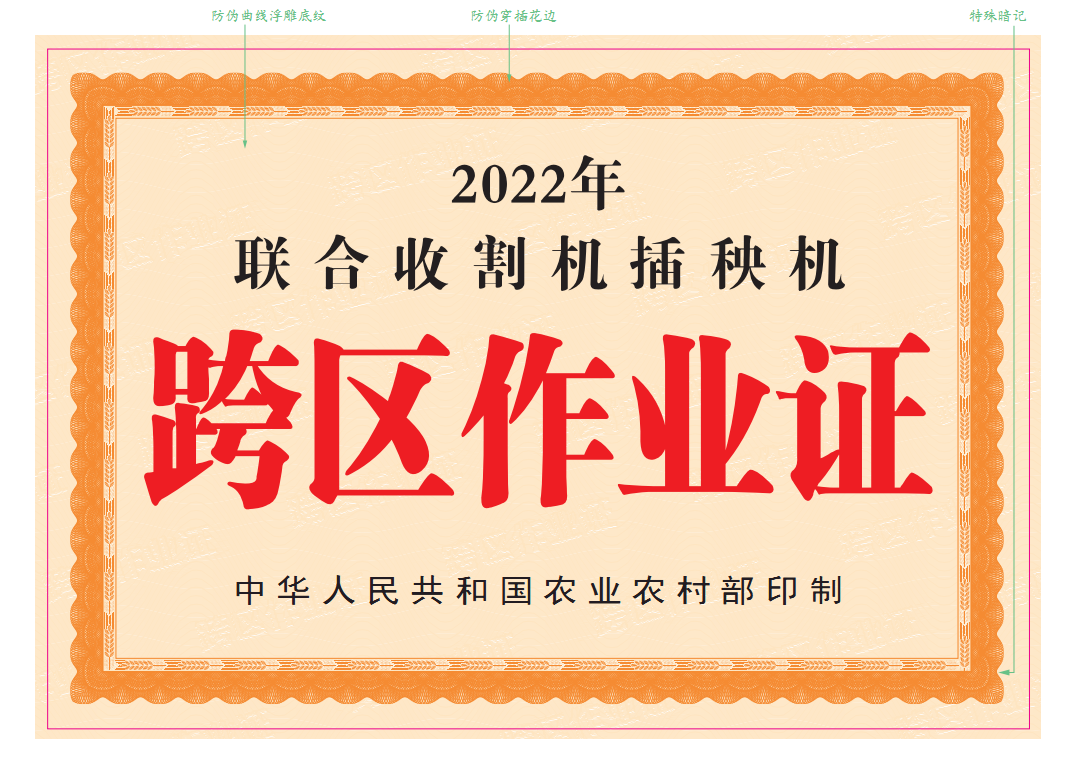 防伪曲线浮雕底纹 防伪穿插花边 特殊暗记
2022年
联合收割机插秧机
跨区作业证
中华人民共和国农业农村部印制